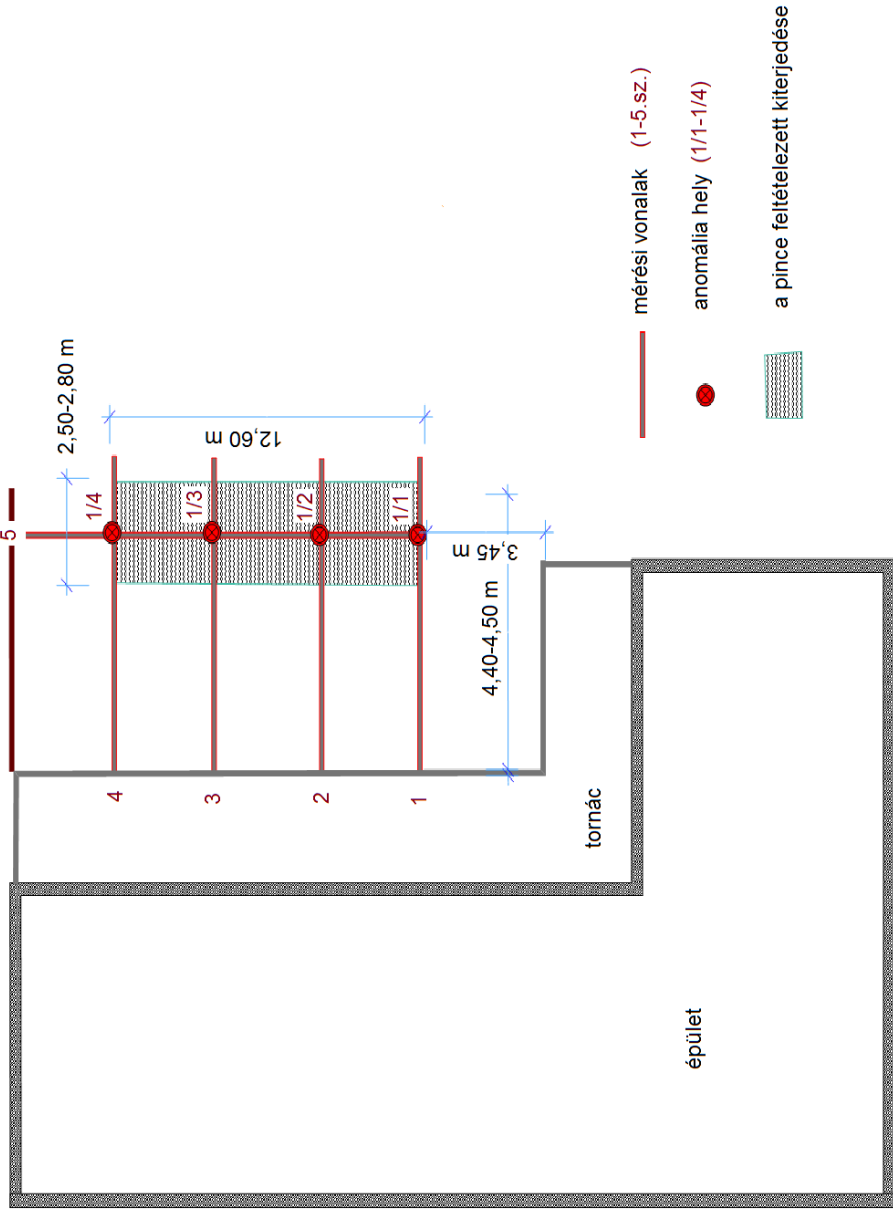 5
2,50-2,80 m
1/4
1/3
1/2
1/1
12,60 m
4
3
2
1
3,45 m
4,40-4,50 m
tornác
épület
mérési vonalak (1-5.sz.)
anomália hely (1/1-1/4)
a pince feltételezett kiterjedése